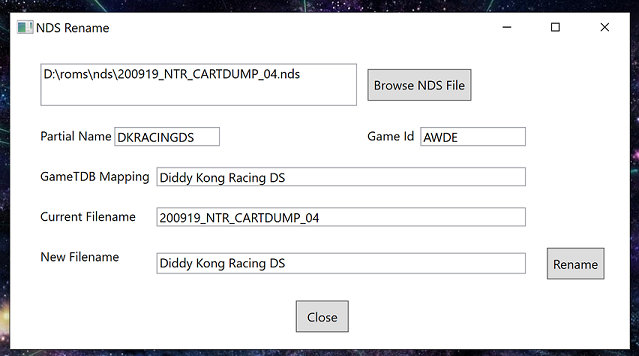 NDS Rename
D:\roms\nds\200919_NTR_CARTDUMP_04.nds
Browse NDS File
Partial Name DKRACINGDS Game Id AWDE
GameTDB Mapping Diddy Kong Racing DS
Current Filename 200919_NTR_CARTDUMP_04
New Filename Diddy Kong Racing DS Rename
Close